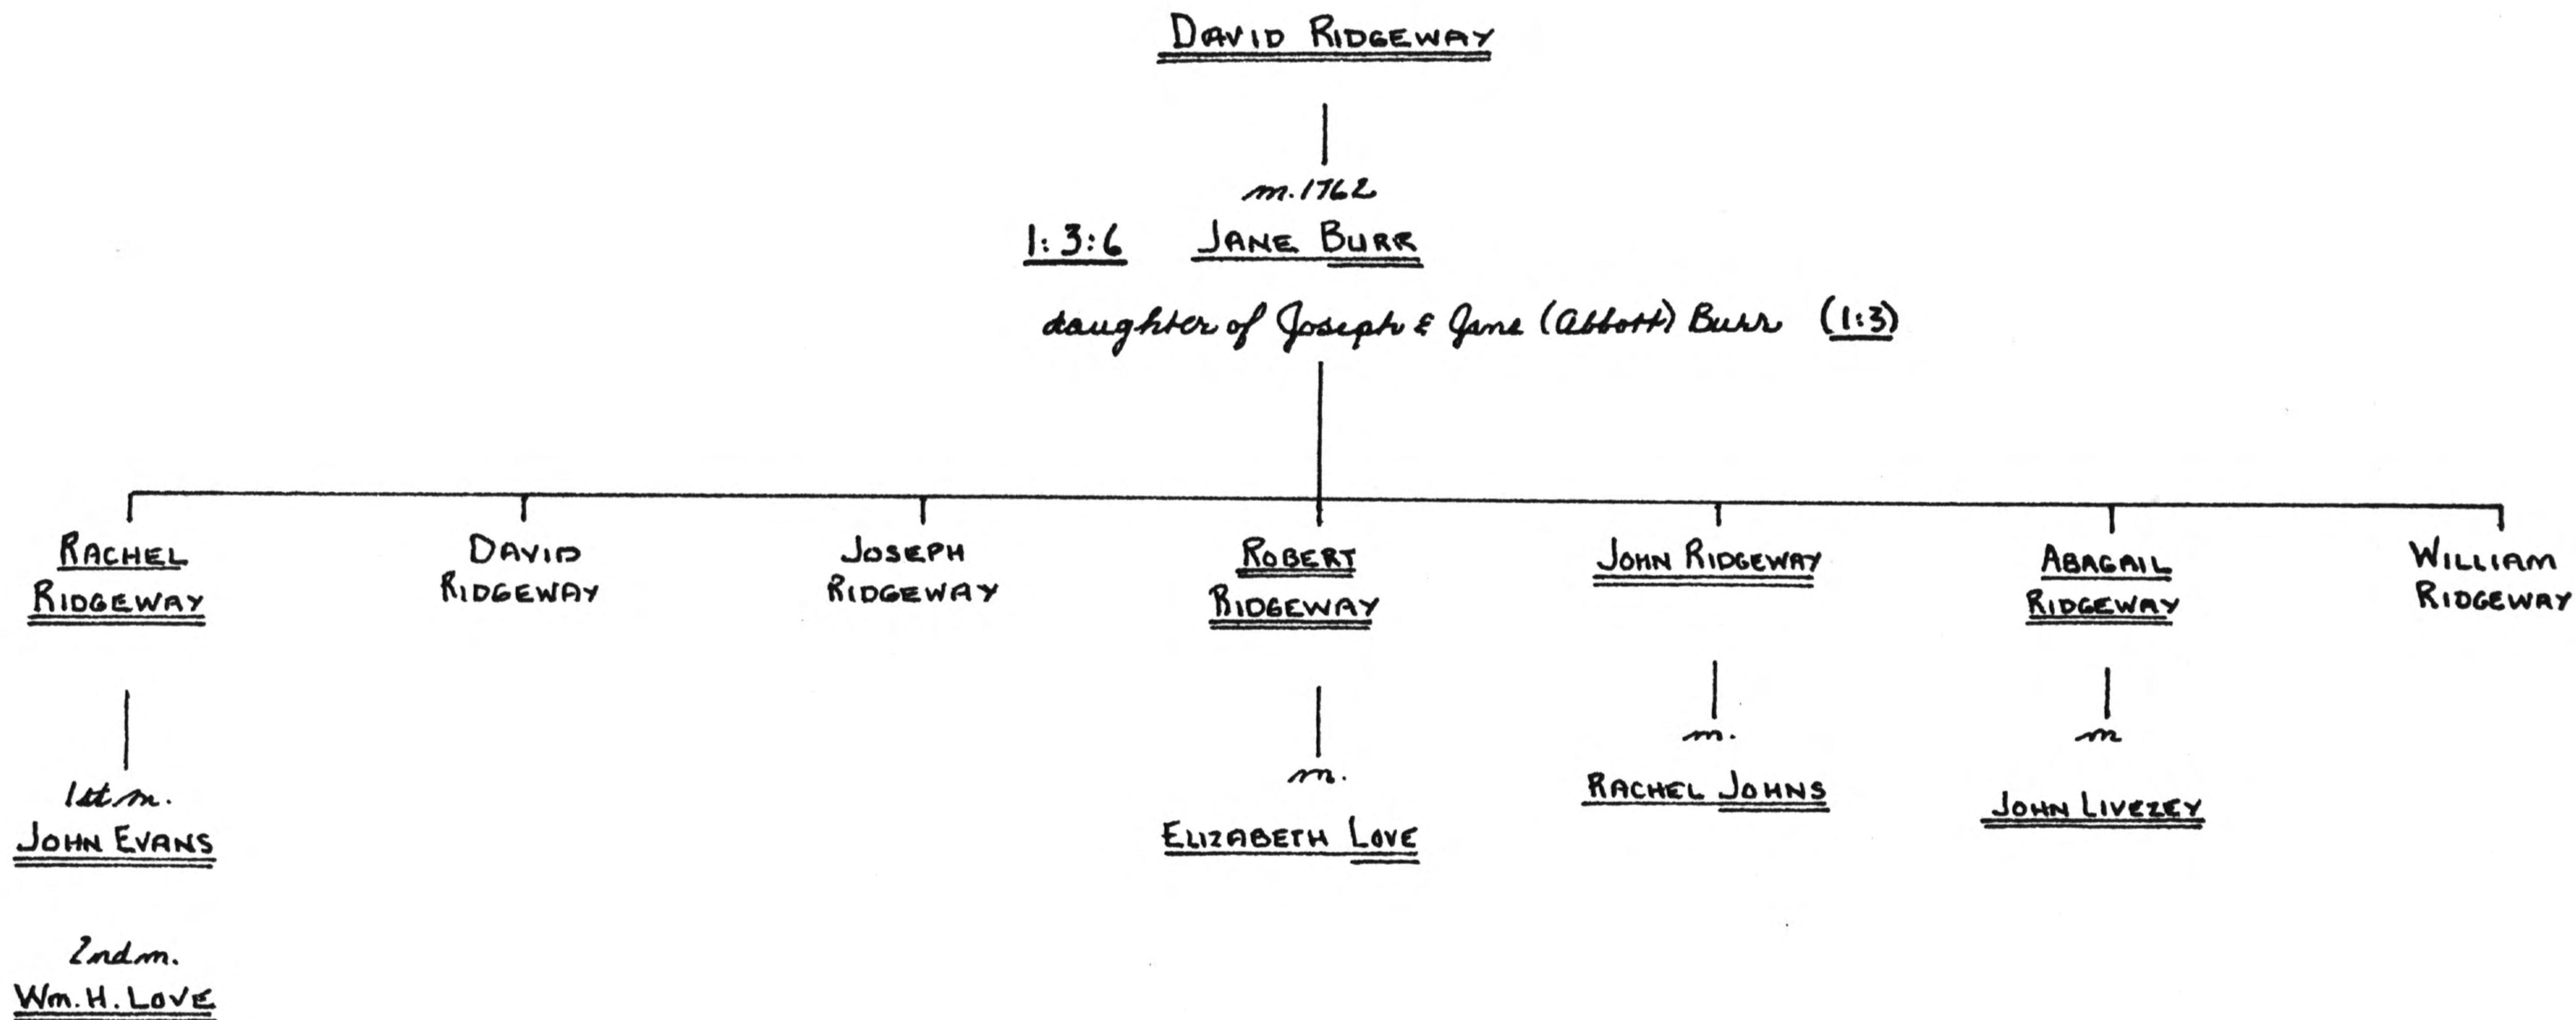 DAVID RIDGEWAY
m. 1762
1:3:6 JANE BURR
daughter of Joseph & Jane (Abbott) Burr (1:3)
RACHEL
RIDGEWAY
1st m.
JOHN EVANS
2nd m.
Wm. H. LOVE
DAVID
RIDGEWAY
JOSEPH
RIDGEWAY
ROBERT
RIDGEWAY
m.
ELIZABETH LOVE
JOHN RIDGEWAY
m.
RACHEL JOHNS
ABAGAIL
RIDGEWAY
m
JOHN LIVEZEY
WILLIAM
RIDGEWAY